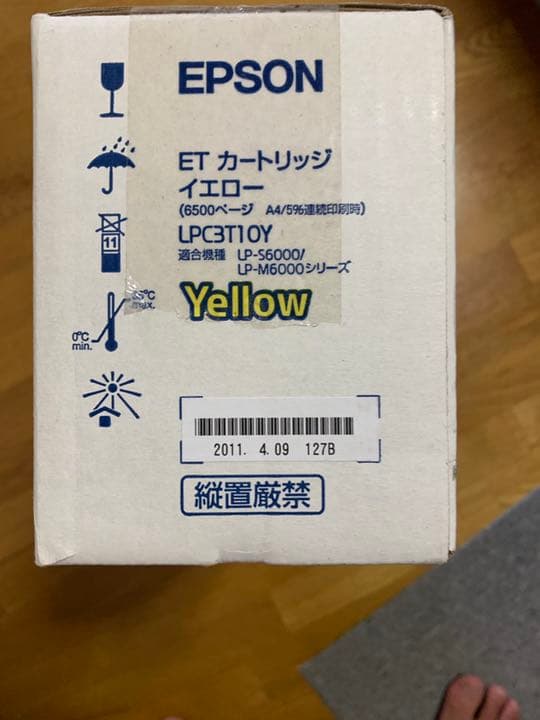 EPSON
ET カートリッジ
イエロー
(6500ページ A4/5%連続印刷時)
LPC3T10Y
適合機種 LP-S6000/
LP-M6000シリーズ
Yellow
11
35℃
max.
0℃
min.
2011. 4.09 127B
縦置厳禁